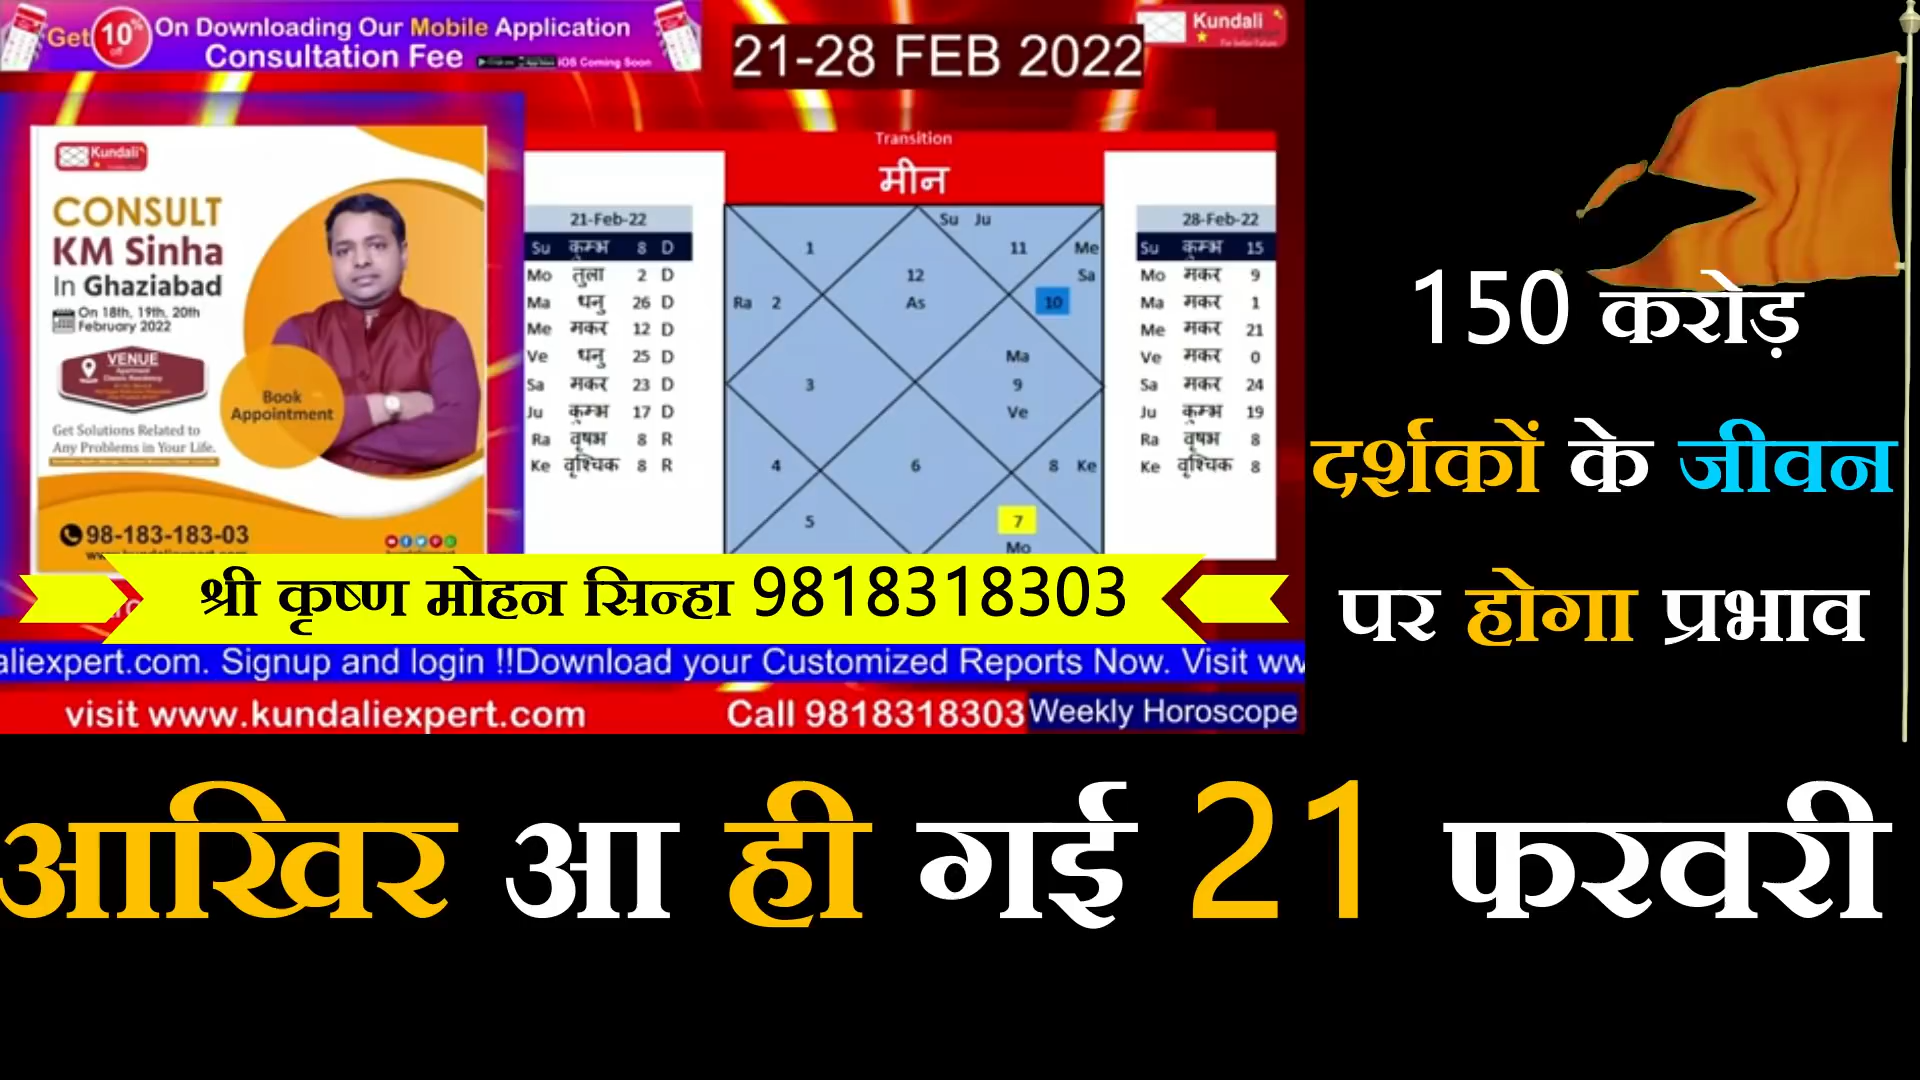 Get 10% off On Downloading Our Mobile Application
Consultation Fee
iOS Coming Soon
21-28 FEB 2022
Kundali
Kundali
CONSULT
KM Sinha
In Ghaziabad
On 18th, 19th, 20th
February 2022
VENUE
Book
Appointment
Get Solutions Related to
Any Problems in Your Life.
98-183-183-03
Transition
मीन
21-Feb-22
Su कुम्भ 8 D
Mo तुला 2 D
Ma धनु 26 D
Me मकर 12 D
Ve धनु 25 D
Sa मकर 23 D
Ju कुम्भ 17 D
Ra वृषभ 8 R
Ke वृश्चिक 8 R
Su Ju
1 11 Me
12 Sa
Ra 2 As 10
Ma
3 9
Ve
4 6 8 Ke
5 7
Mo
28-Feb-22
Su कुम्भ 15
Mo मकर 9
Ma मकर 1
Me मकर 21
Ve मकर 0
Sa मकर 24
Ju कुम्भ 19
Ra वृषभ 8
Ke वृश्चिक 8
150 करोड़
दर्शकों के जीवन
पर होगा प्रभाव
श्री कृष्ण मोहन सिन्हा 9818318303
aliexpert.com. Signup and login !!Download your Customized Reports Now. Visit ww
visit www.kundaliexpert.com
Call 9818318303
Weekly Horoscope
आखिर आ ही गई 21 फरवरी